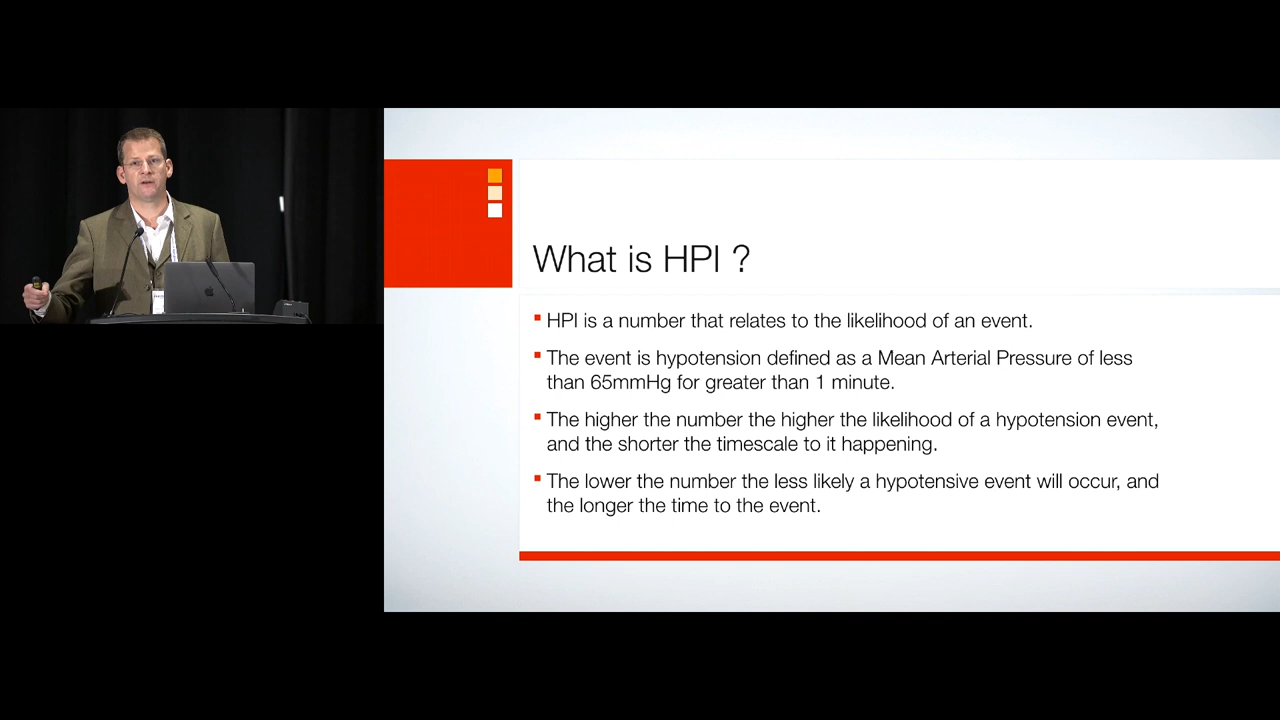 What is HPI ?
HPI is a number that relates to the likelihood of an event.
The event is hypotension defined as a Mean Arterial Pressure of less
than 65mmHg for greater than 1 minute.
The higher the number the higher the likelihood of a hypotension event,
and the shorter the timescale to it happening.
The lower the number the less likely a hypotensive event will occur, and
the longer the time to the event.